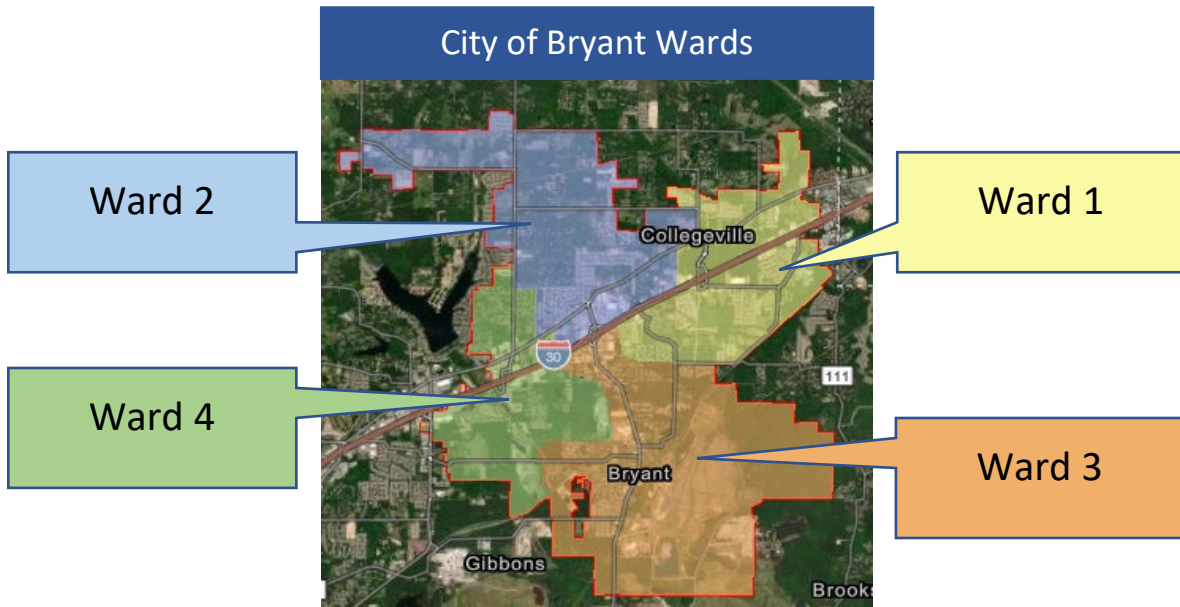 City of Bryant Wards
Ward 2
Ward 1
Collegeville
30
111
Ward 4
Ward 3
Bryant
Gibbons
Brooks